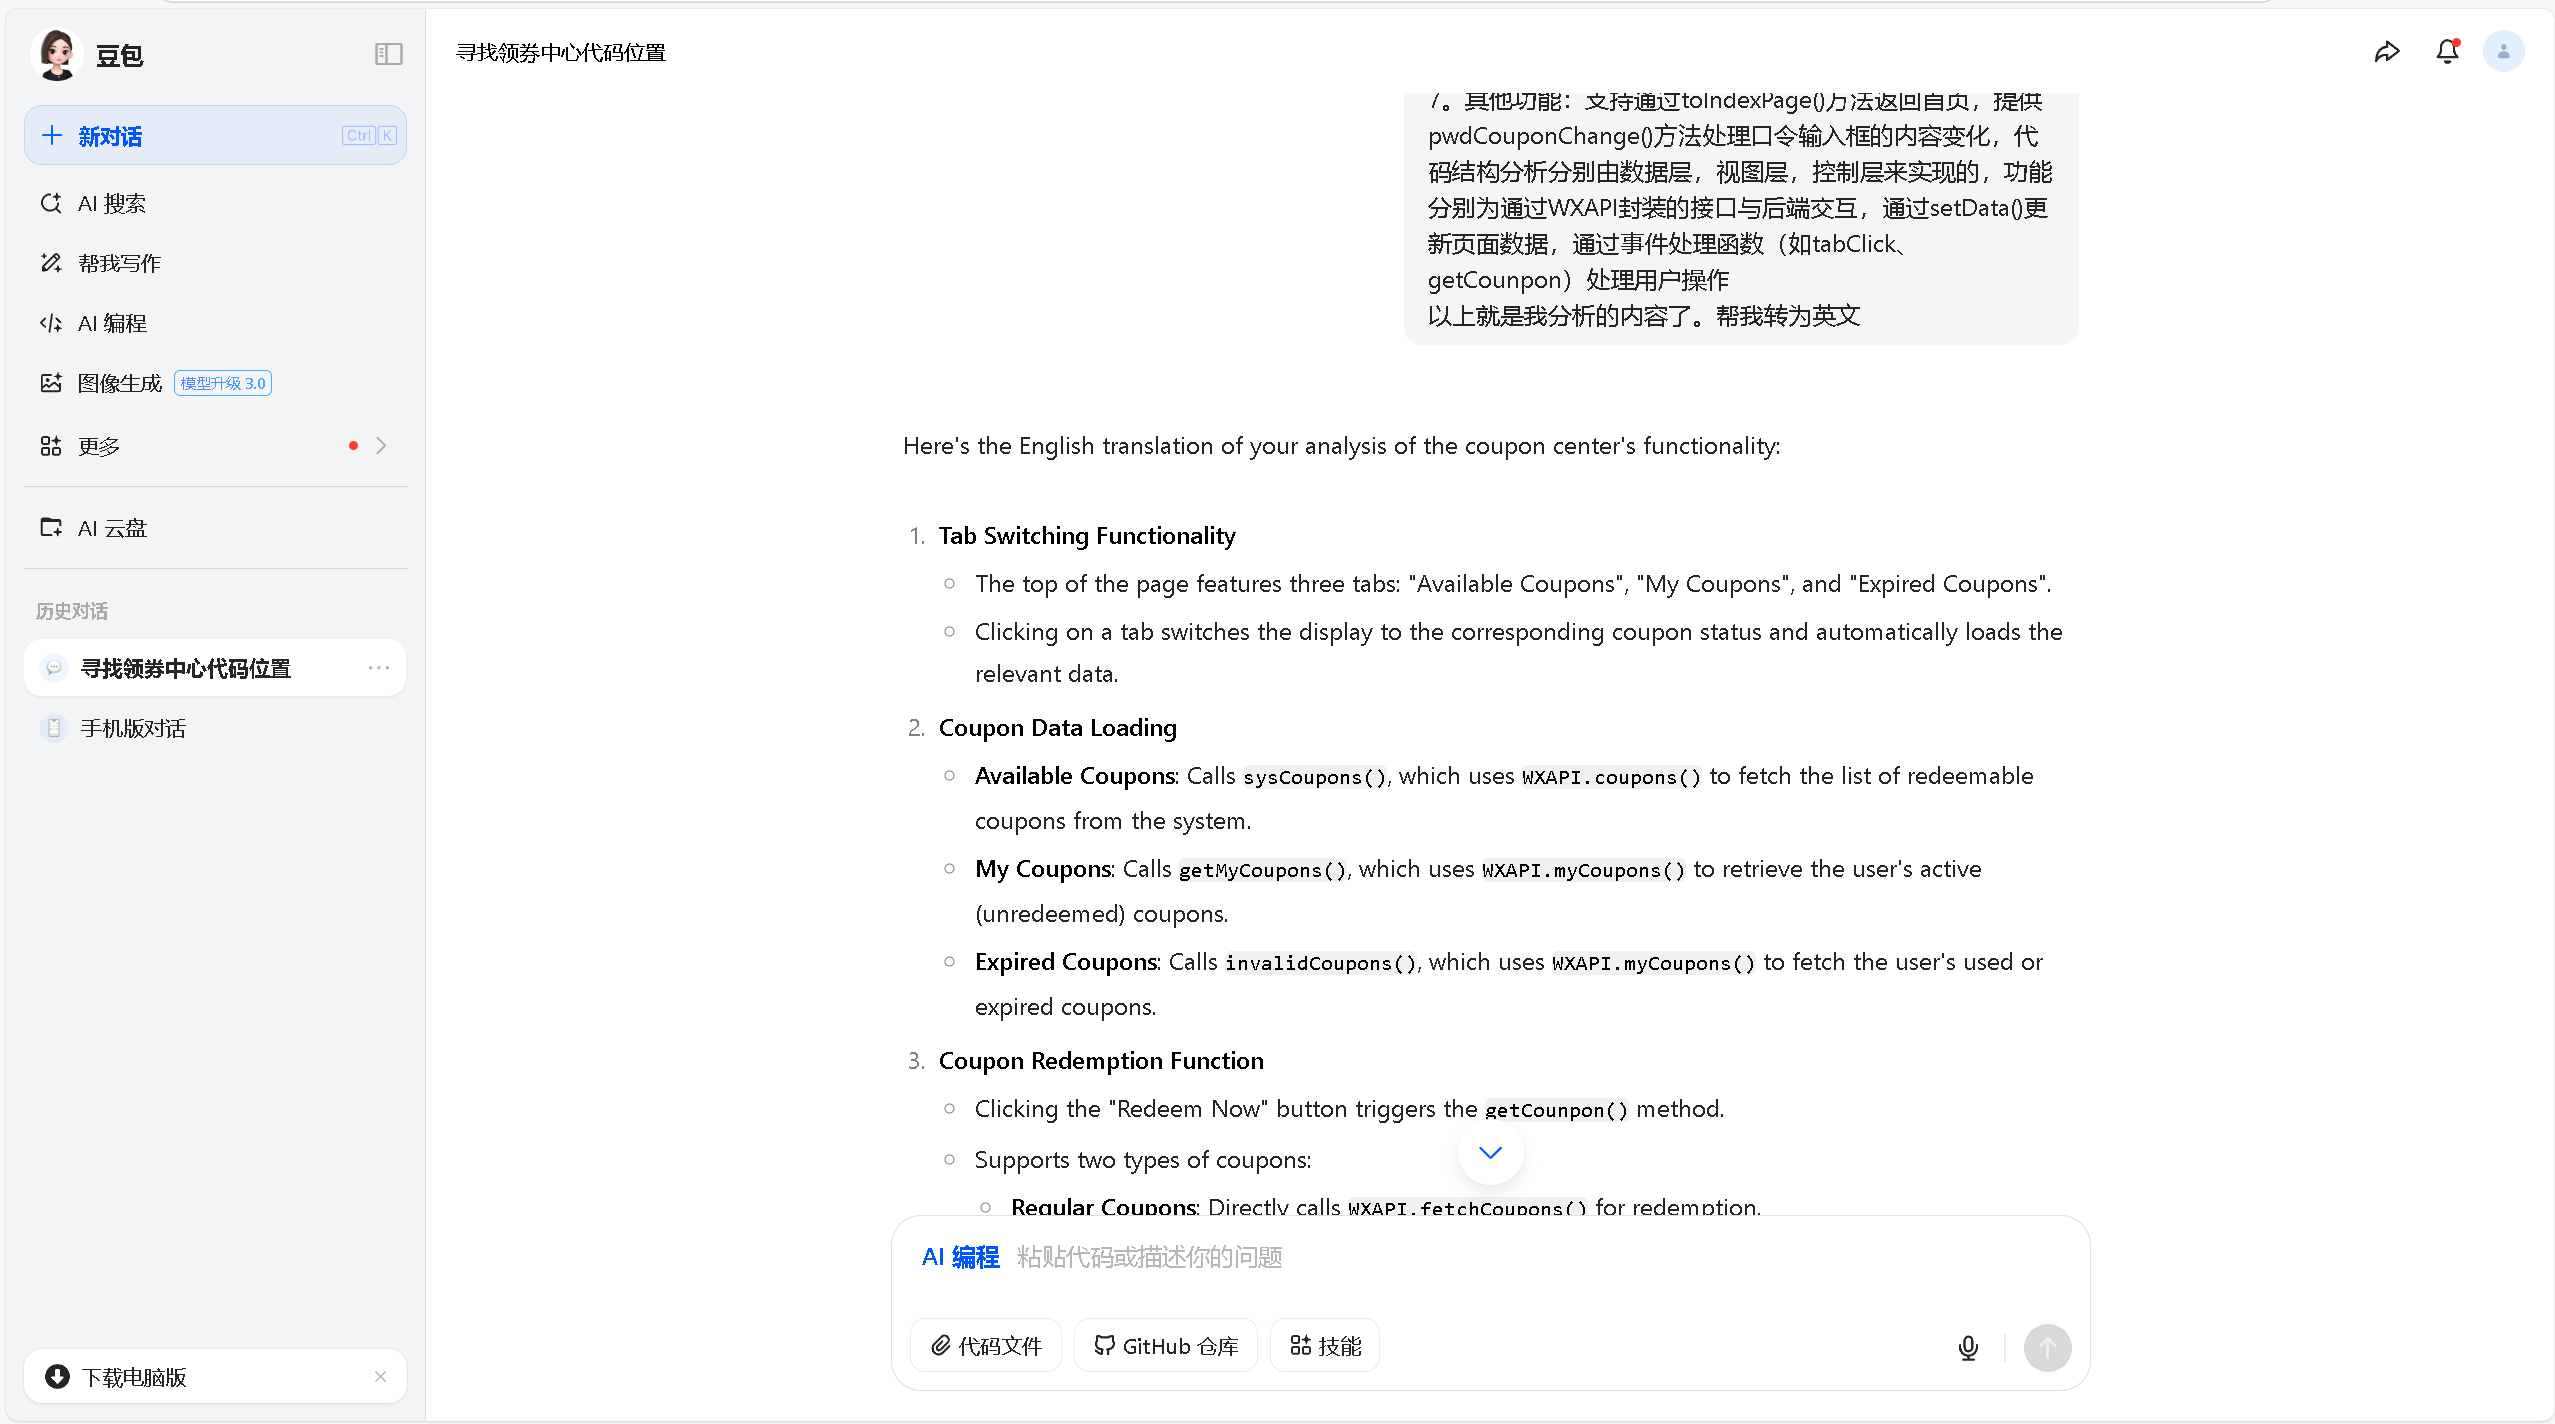 豆包
新对话
Ctrl K
AI 搜索
帮我写作
AI 编程
图像生成 模型升级 3.0
更多
AI 云盘
历史对话
寻找领券中心代码位置
手机版对话
下载电脑版
寻找领券中心代码位置
7。其他功能：支持通过toIndexPage()方法返回首页，提供
pwdCouponChange()方法处理口令输入框的内容变化，代
码结构分析分别由数据层，视图层，控制层来实现的，功能
分别为通过WXAPI封装的接口与后端交互，通过setData()更
新页面数据，通过事件处理函数（如tabClick、
getCounpon）处理用户操作
以上就是我分析的内容了。帮我转为英文
Here's the English translation of your analysis of the coupon center's functionality:
1. Tab Switching Functionality
The top of the page features three tabs: "Available Coupons", "My Coupons", and "Expired Coupons".
Clicking on a tab switches the display to the corresponding coupon status and automatically loads the
relevant data.
2. Coupon Data Loading
Available Coupons: Calls sysCoupons(), which uses WXAPI.coupons() to fetch the list of redeemable
coupons from the system.
My Coupons: Calls getMyCoupons(), which uses WXAPI.myCoupons() to retrieve the user's active
(unredeemed) coupons.
Expired Coupons: Calls invalidCoupons(), which uses WXAPI.myCoupons() to fetch the user's used or
expired coupons.
3. Coupon Redemption Function
Clicking the "Redeem Now" button triggers the getCounpon() method.
Supports two types of coupons:
Regular Coupons: Directly calls WXAPI.fetchCoupons() for redemption.
AI 编程 粘贴代码或描述你的问题
代码文件 GitHub 仓库 技能